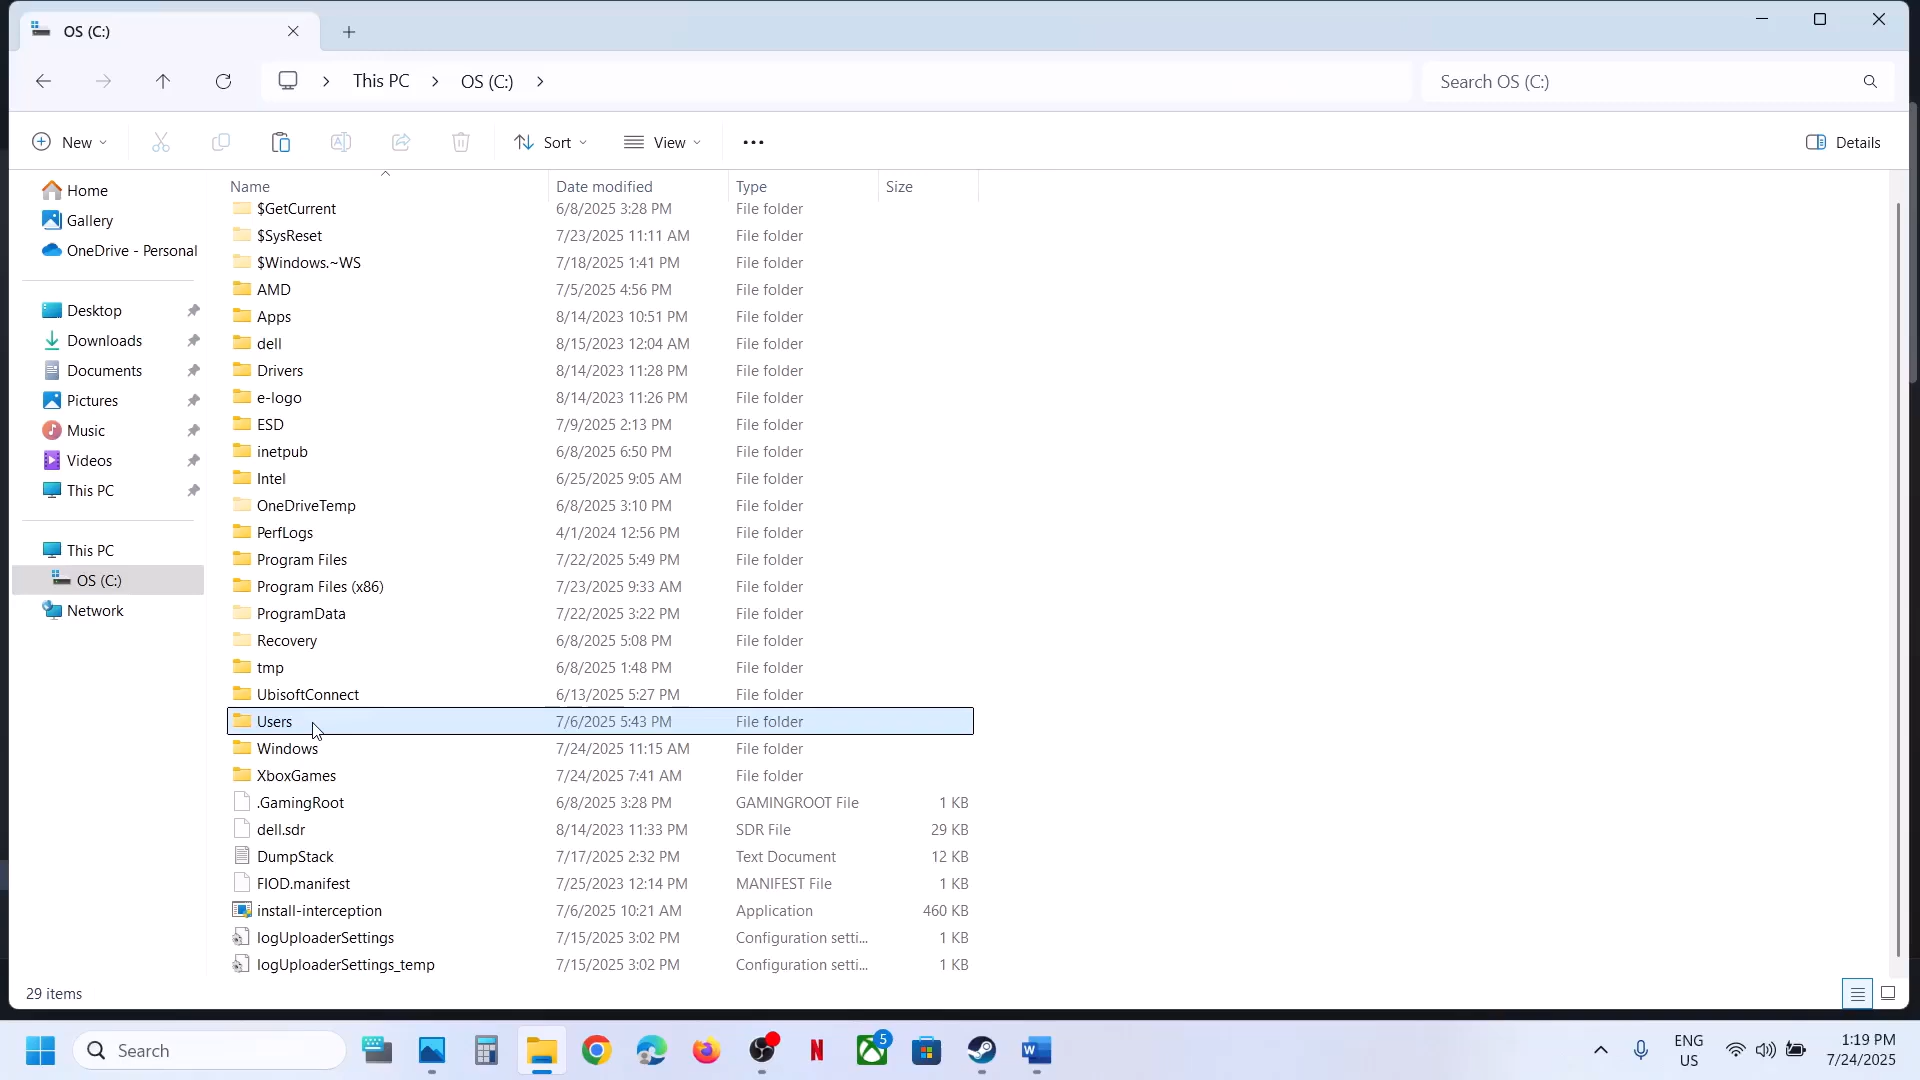 OS (C:)
This PC
OS (C:)
Search OS (C:)
New
Sort
View
Details
Home
Gallery
OneDrive - Personal
Desktop
Downloads
Documents
Pictures
Music
Videos
This PC
This PC
OS (C:)
Network
Name Date modified Type Size
$GetCurrent 6/8/2025 3:28 PM File folder
$SysReset 7/23/2025 11:11 AM File folder
$Windows.~WS 7/18/2025 1:41 PM File folder
AMD 7/5/2025 4:56 PM File folder
Apps 8/14/2023 10:51 PM File folder
dell 8/15/2023 12:04 AM File folder
Drivers 8/14/2023 11:28 PM File folder
e-logo 8/14/2023 11:26 PM File folder
ESD 7/9/2025 2:13 PM File folder
inetpub 6/8/2025 6:50 PM File folder
Intel 6/25/2025 9:05 AM File folder
OneDriveTemp 6/8/2025 3:10 PM File folder
PerfLogs 4/1/2024 12:56 PM File folder
Program Files 7/22/2025 5:49 PM File folder
Program Files (x86) 7/23/2025 9:33 AM File folder
ProgramData 7/22/2025 3:22 PM File folder
Recovery 6/8/2025 5:08 PM File folder
tmp 6/8/2025 1:48 PM File folder
UbisoftConnect 6/13/2025 5:27 PM File folder
Users 7/6/2025 5:43 PM File folder
Windows 7/24/2025 11:15 AM File folder
XboxGames 7/24/2025 7:41 AM File folder
.GamingRoot 6/8/2025 3:28 PM GAMINGROOT File 1 KB
dell.sdr 8/14/2023 11:33 PM SDR File 29 KB
DumpStack 7/17/2025 2:32 PM Text Document 12 KB
FIOD.manifest 7/25/2023 12:14 PM MANIFEST File 1 KB
install-interception 7/6/2025 10:21 AM Application 460 KB
logUploaderSettings 7/15/2025 3:02 PM Configuration setti... 1 KB
logUploaderSettings_temp 7/15/2025 3:02 PM Configuration setti... 1 KB
29 items
Search
5
ENG
US
1:19 PM
7/24/2025